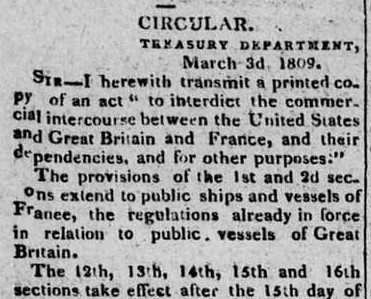 CIRCULAR.
TREASURY DEPARTMENT,
March 3d, 1809.
SIR—I herewith transmit a printed co-
py of an act " to interdict the commer-
cial intercourse between the United States
and Great Britain and France, and their
dependencies, and for other purposes:"
The provisions of the 1st and 2d sec-
ons extend to public ships and vessels of
France, the regulations already in force
in relation to public vessels of Great
Britain.
The 12th, 13th, 14th, 15th and 16th
sections take effect after the 15th day of